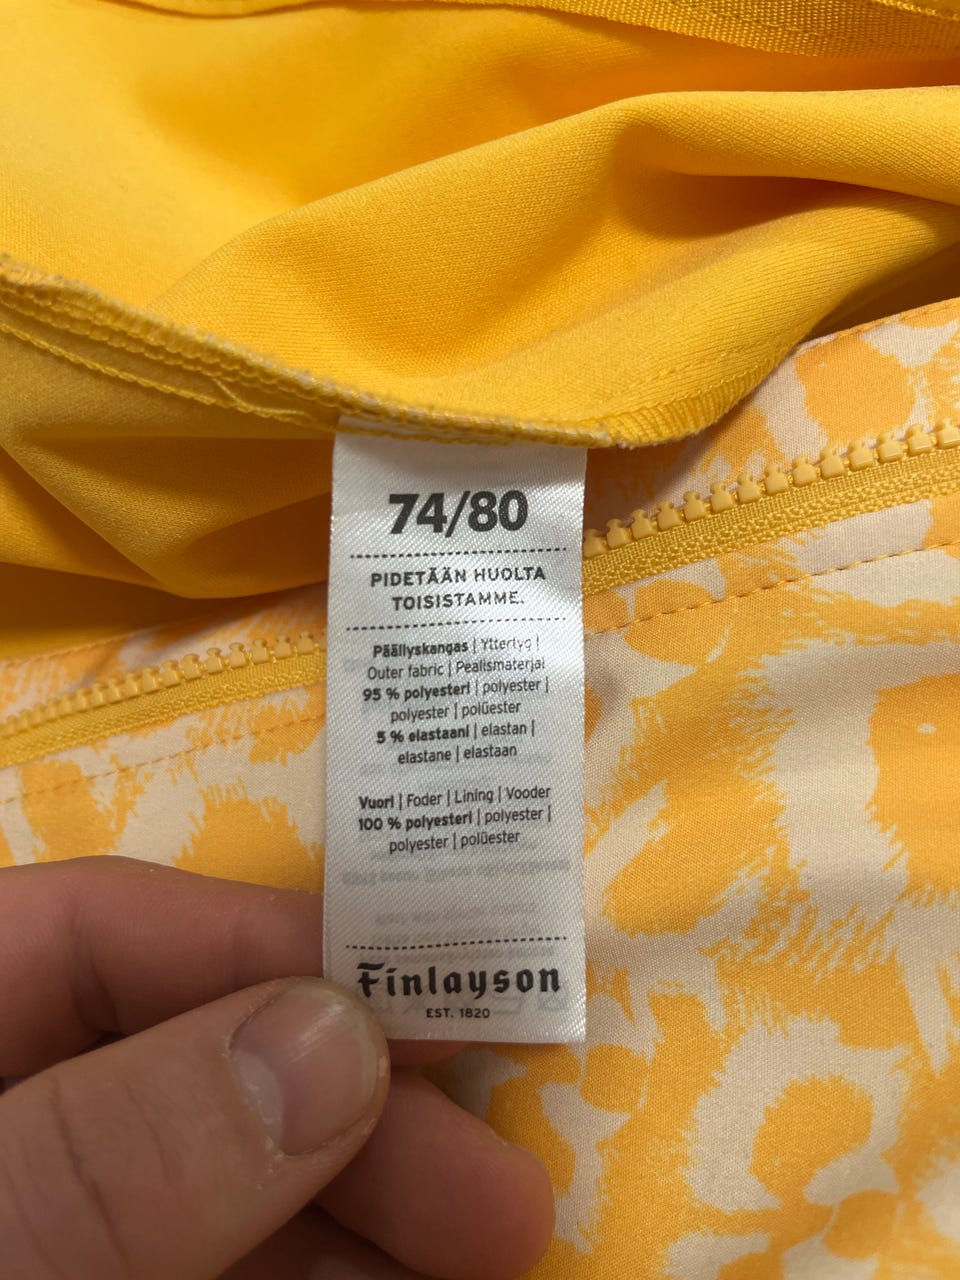 74/80
PIDETÄÄN HUOLTA
TOISISTAMME.
Päällyskangas | Yttertyg |
Outer fabric | Pealismaterjal
95 % polyesteri | polyester |
polyester | polüester
5 % elastaani | elastan |
elastane | elastaan
Vuori | Foder | Lining | Vooder
100 % polyesteri | polyester |
polyester | polüester
Finlayson
EST. 1820